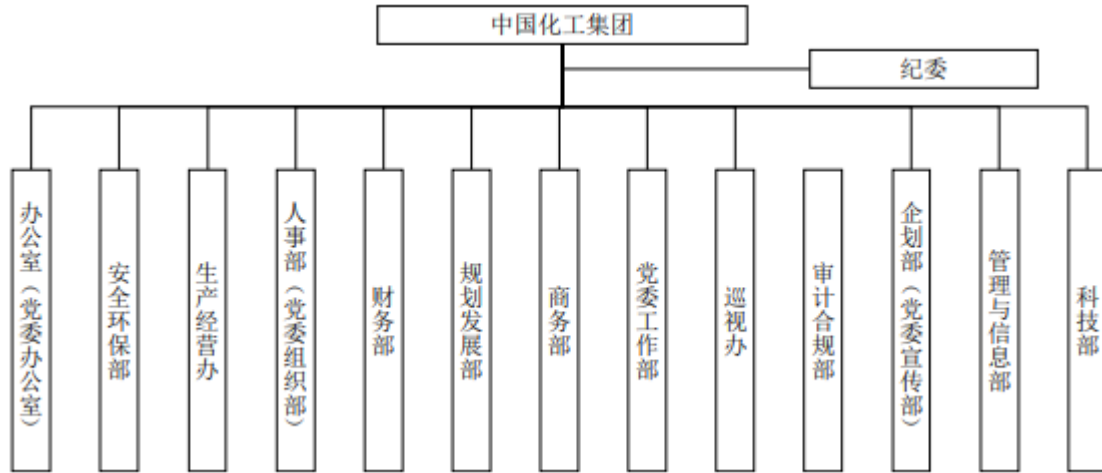 中国化工集团
纪委
办公室（党委办公室）
安全环保部
生产经营办
人事部（党委组织部）
财务部
规划发展部
商务部
党委工作部
巡视办
审计合规部
企划部（党委宣传部）
管理与信息部
科技部